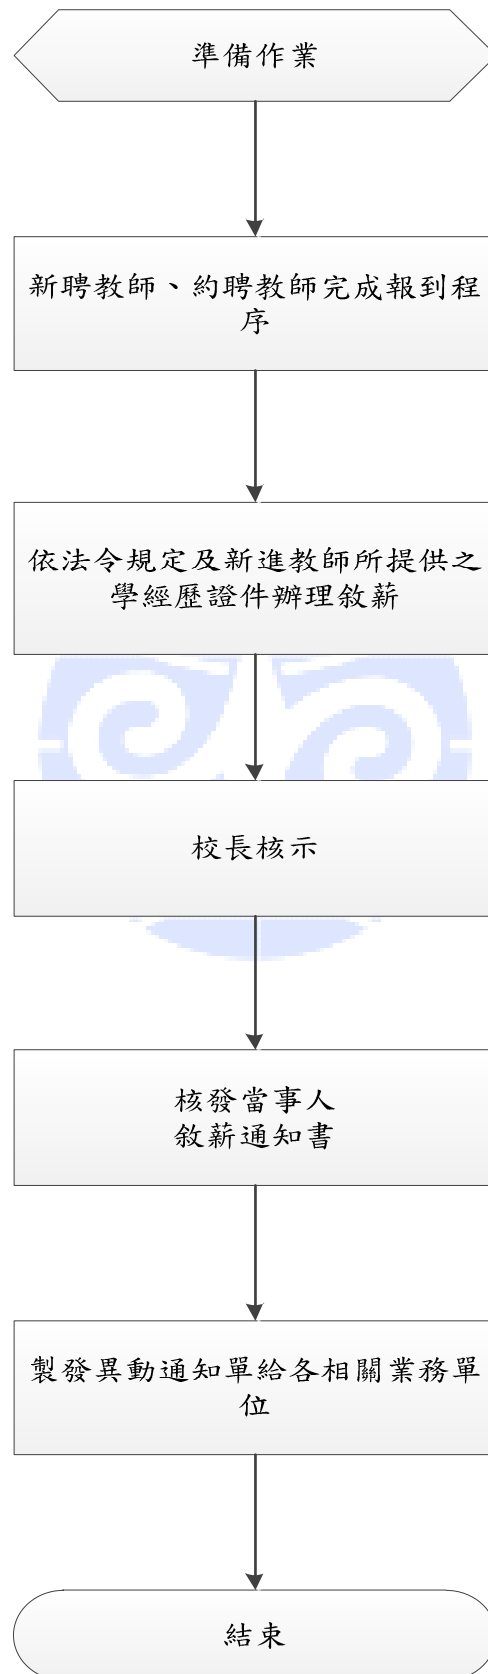 準備作業
新聘教師、約聘教師完成報到程
序
依法令規定及新進教師所提供之
學經歷證件辦理敘薪
校長核示
核發當事人
敘薪通知書
製發異動通知單給各相關業務單
位
結束